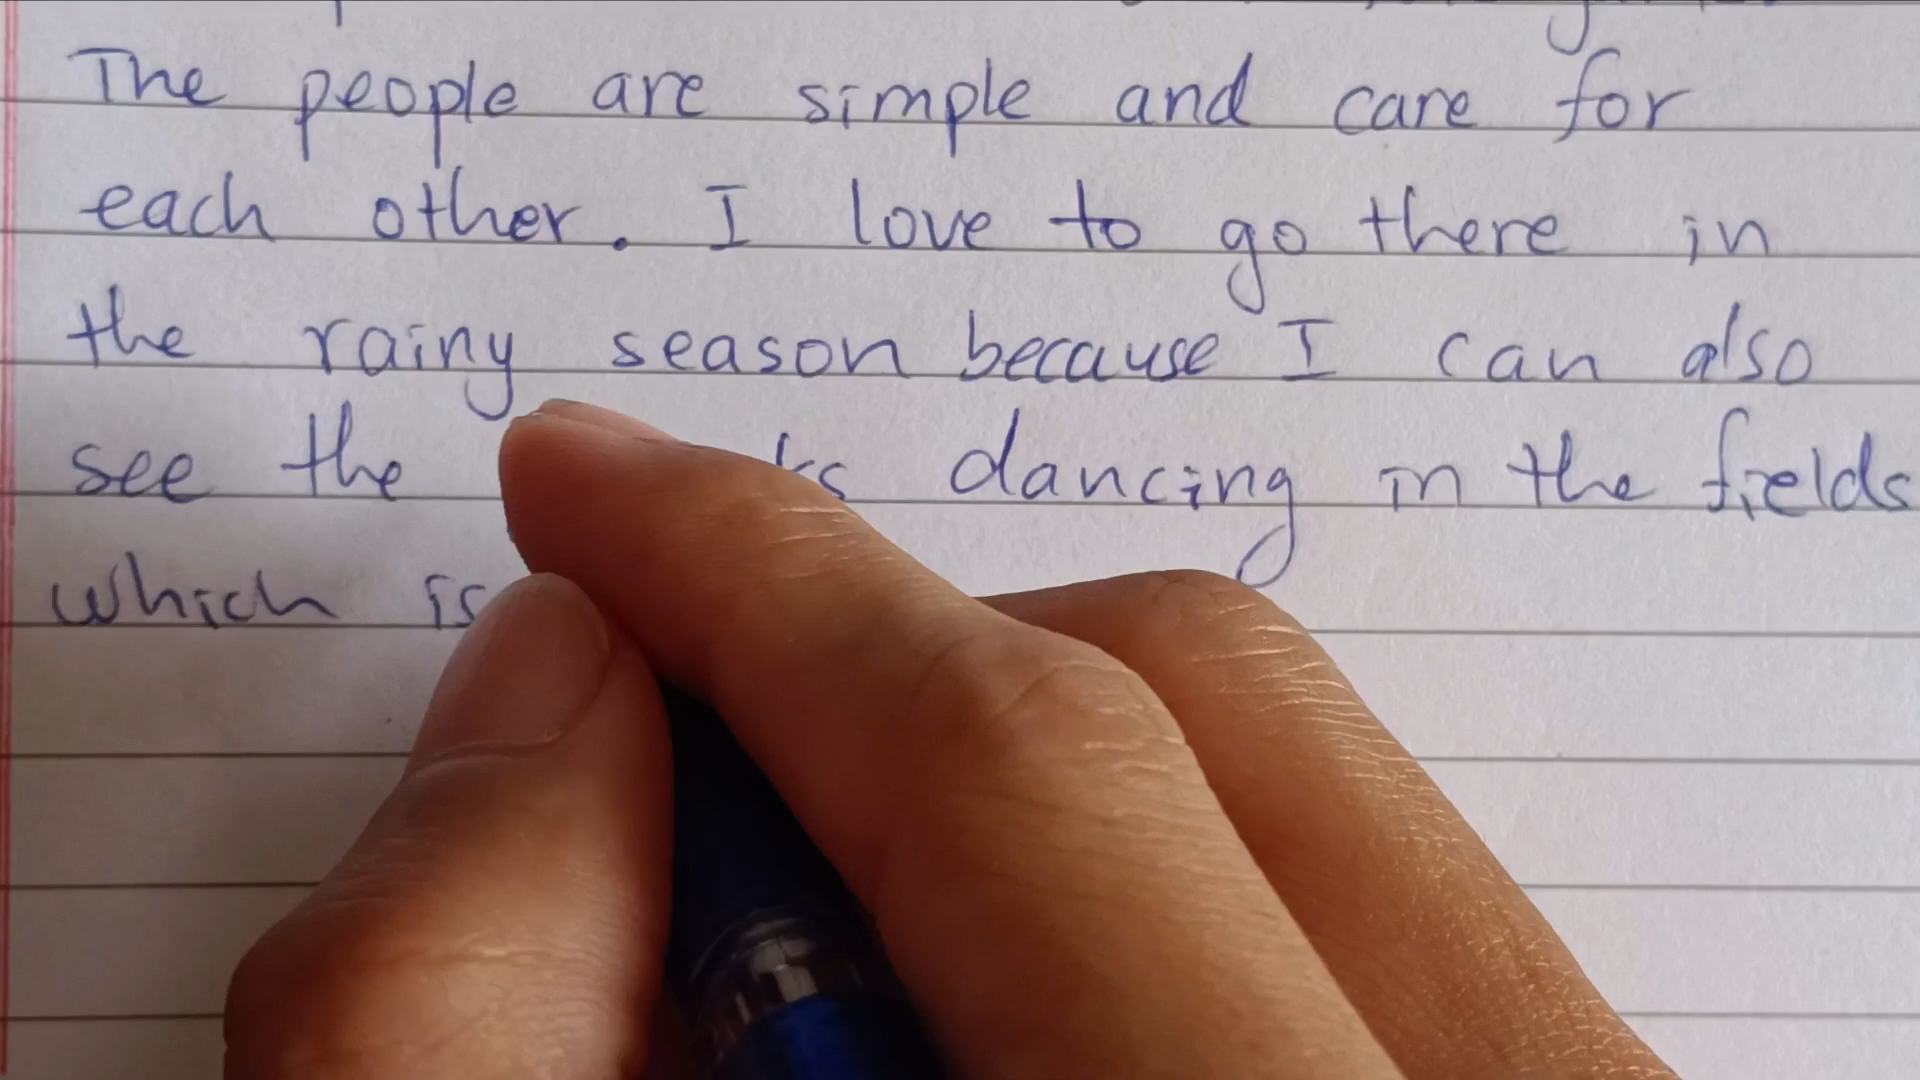 The people are simple and care for
each other. I love to go there in
the rainy season because I can also
see the dancing in the fields
which is